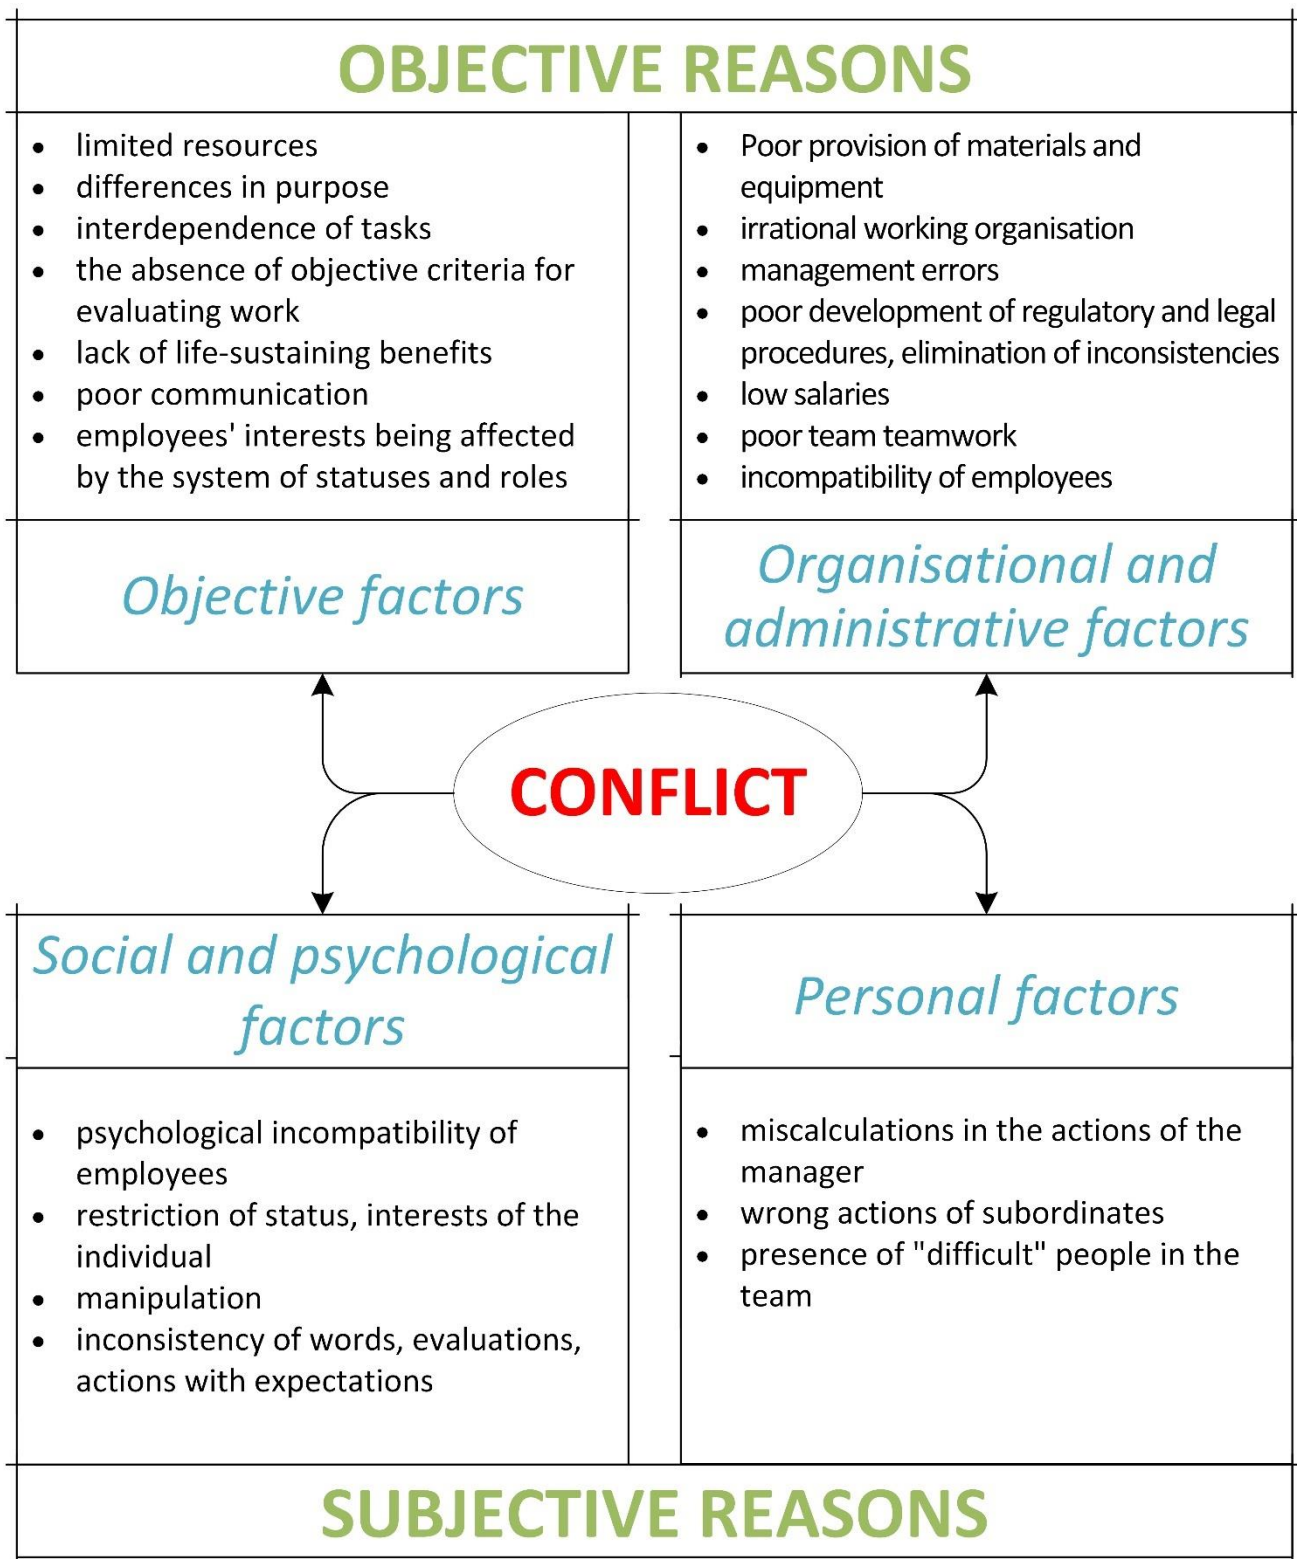 OBJECTIVE REASONS
limited resources
differences in purpose
interdependence of tasks
the absence of objective criteria for
evaluating work
lack of life-sustaining benefits
poor communication
employees' interests being affected
by the system of statuses and roles
Poor provision of materials and
equipment
irrational working organisation
management errors
poor development of regulatory and legal
procedures, elimination of inconsistencies
low salaries
poor team teamwork
incompatibility of employees
Objective factors
Organisational and
administrative factors
CONFLICT
Social and psychological
factors
Personal factors
psychological incompatibility of
employees
restriction of status, interests of the
individual
manipulation
inconsistency of words, evaluations,
actions with expectations
miscalculations in the actions of the
manager
wrong actions of subordinates
presence of "difficult" people in the
team
SUBJECTIVE REASONS